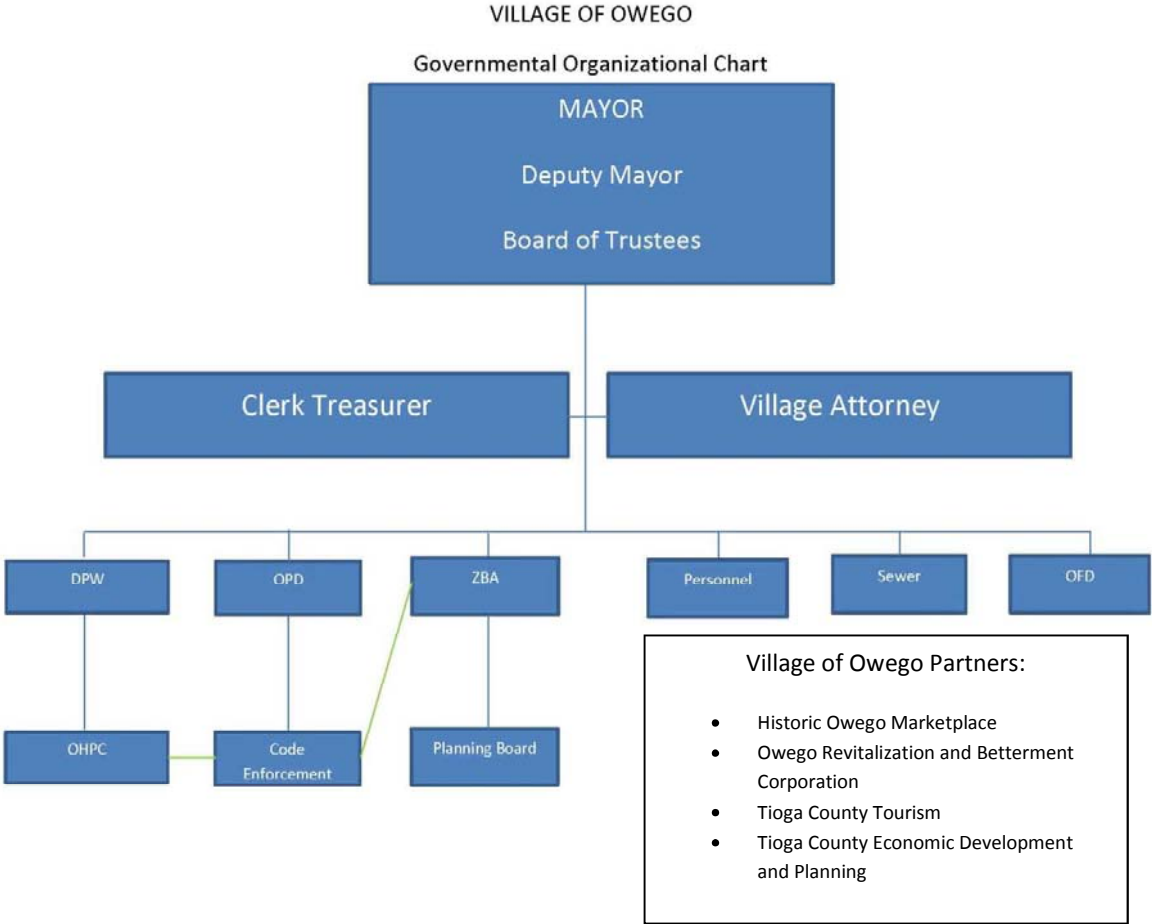 VILLAGE OF OWEGO
Governmental Organizational Chart
MAYOR
Deputy Mayor
Board of Trustees
Clerk Treasurer
Village Attorney
DPW
OPD
ZBA
Personnel
Sewer
OFD
OHPC
Code
Enforcement
Planning Board
Village of Owego Partners:
• Historic Owego Marketplace
• Owego Revitalization and Betterment
Corporation
• Tioga County Tourism
• Tioga County Economic Development
and Planning